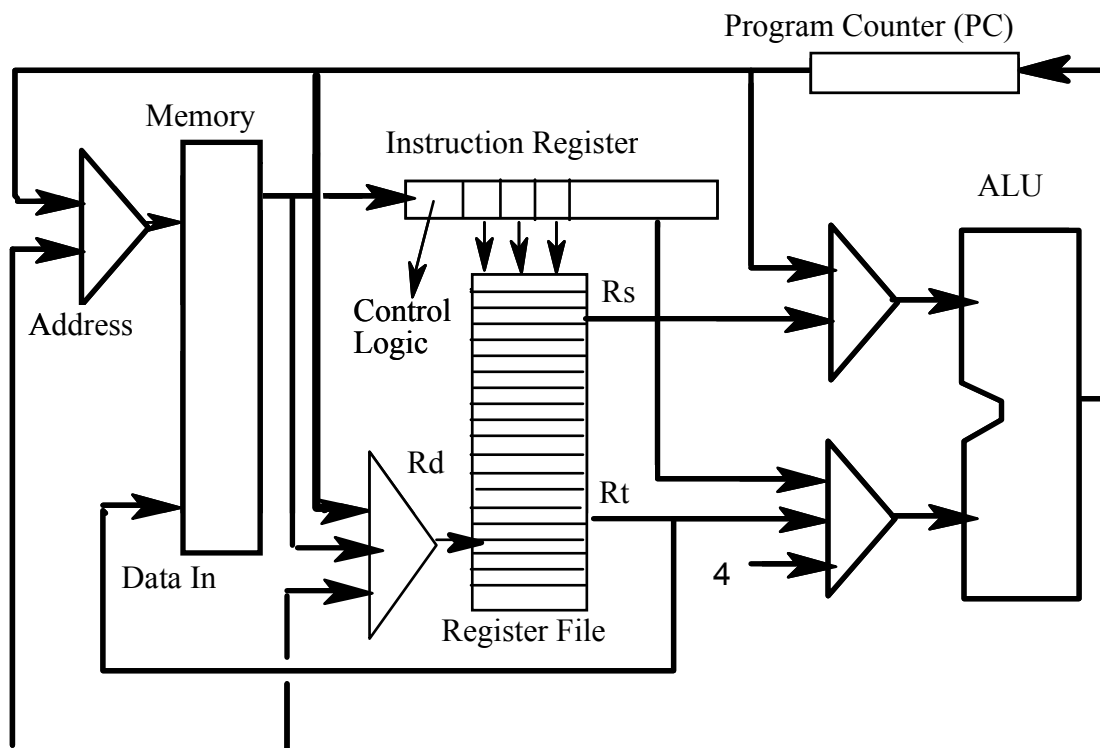 Program Counter (PC)
Memory
Instruction Register
ALU
Address
Control
Logic
Rs
Rd
Rt
4
Data In
Register File